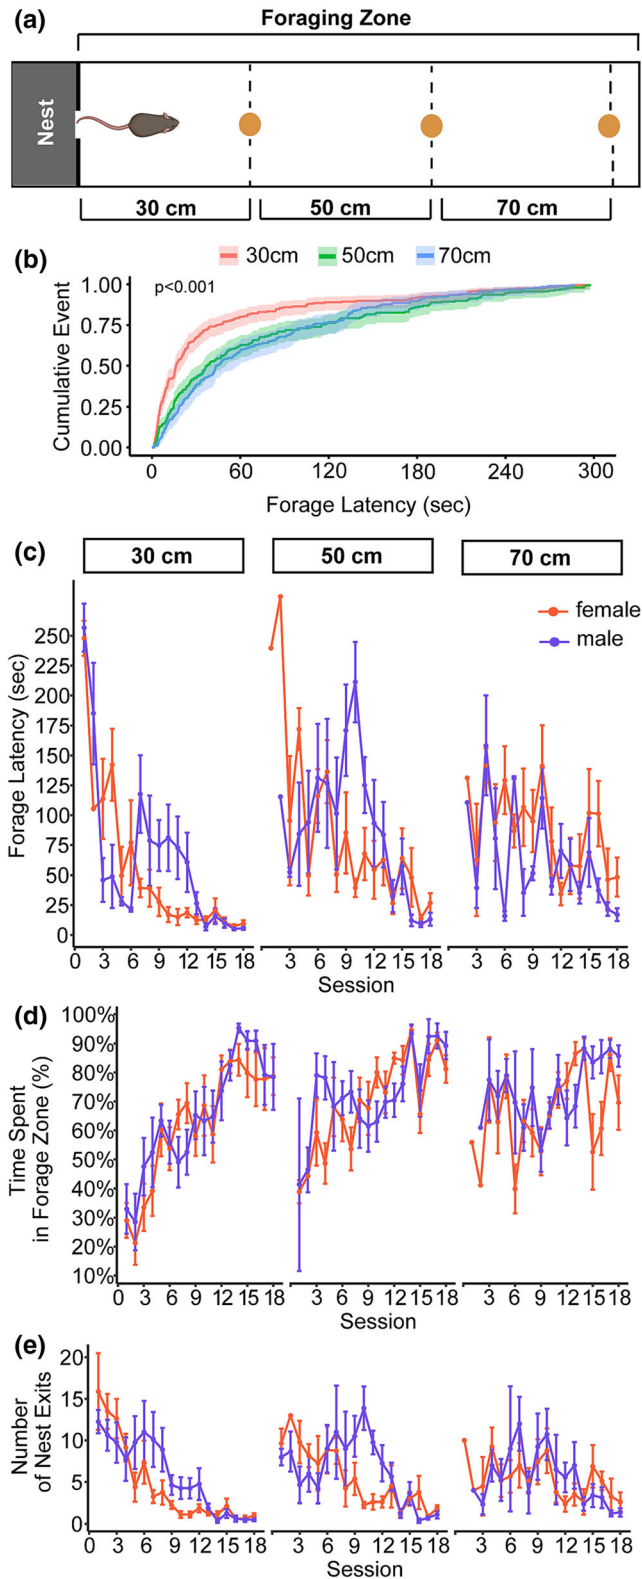 (a)
Foraging Zone
Nest
30 cm 50 cm 70 cm
(b)
30cm 50cm 70cm
p<0.001
Cumulative Event
1.00
0.75
0.50
0.25
0.00
0 60 120 180 240 300
Forage Latency (sec)
(c)
30 cm 50 cm 70 cm
female
male
Forage Latency (sec)
250
225
200
175
150
125
100
75
50
25
0
0 3 6 9 12 15 18 3 6 9 12 15 18 3 6 9 12 15 18
Session
(d)
Time Spent
in Forage Zone (%)
100%
90%
80%
70%
60%
50%
40%
30%
20%
10%
0 3 6 9 12 15 18 3 6 9 12 15 18 3 6 9 12 15 18
Session
(e)
Number
of Nest Exits
20
15
10
5
0
0 3 6 9 12 15 18 3 6 9 12 15 18 3 6 9 12 15 18
Session